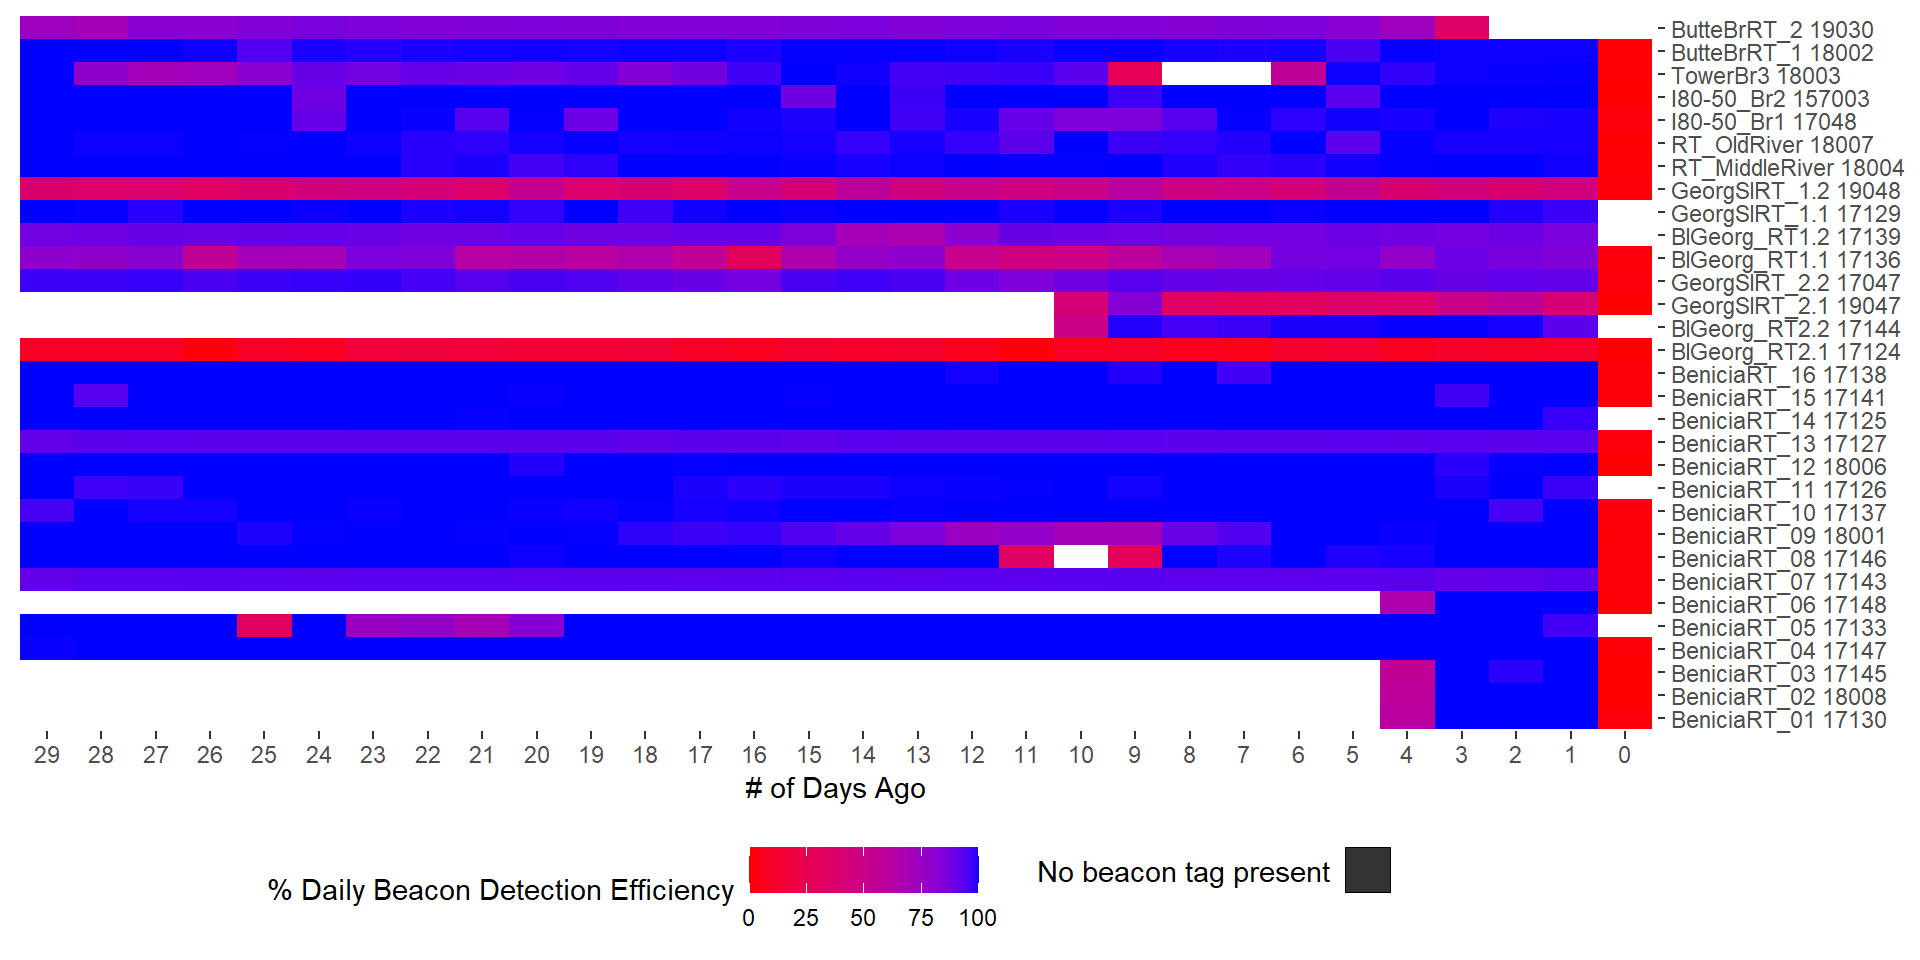 ButteBrRT_2 19030
ButteBrRT_1 18002
TowerBr3 18003
I80-50_Br2 157003
I80-50_Br1 17048
RT_OldRiver 18007
RT_MiddleRiver 18004
GeorgSlRT_1.2 19048
GeorgSlRT_1.1 17129
BlGeorg_RT1.2 17139
BlGeorg_RT1.1 17136
GeorgSlRT_2.2 17047
GeorgSlRT_2.1 19047
BlGeorg_RT2.2 17144
BlGeorg_RT2.1 17124
BeniciaRT_16 17138
BeniciaRT_15 17141
BeniciaRT_14 17125
BeniciaRT_13 17127
BeniciaRT_12 18006
BeniciaRT_11 17126
BeniciaRT_10 17137
BeniciaRT_09 18001
BeniciaRT_08 17146
BeniciaRT_07 17143
BeniciaRT_06 17148
BeniciaRT_05 17133
BeniciaRT_04 17147
BeniciaRT_03 17145
BeniciaRT_02 18008
BeniciaRT_01 17130
29 28 27 26 25 24 23 22 21 20 19 18 17 16 15 14 13 12 11 10 9 8 7 6 5 4 3 2 1 0
# of Days Ago
% Daily Beacon Detection Efficiency
0 25 50 75 100
No beacon tag present